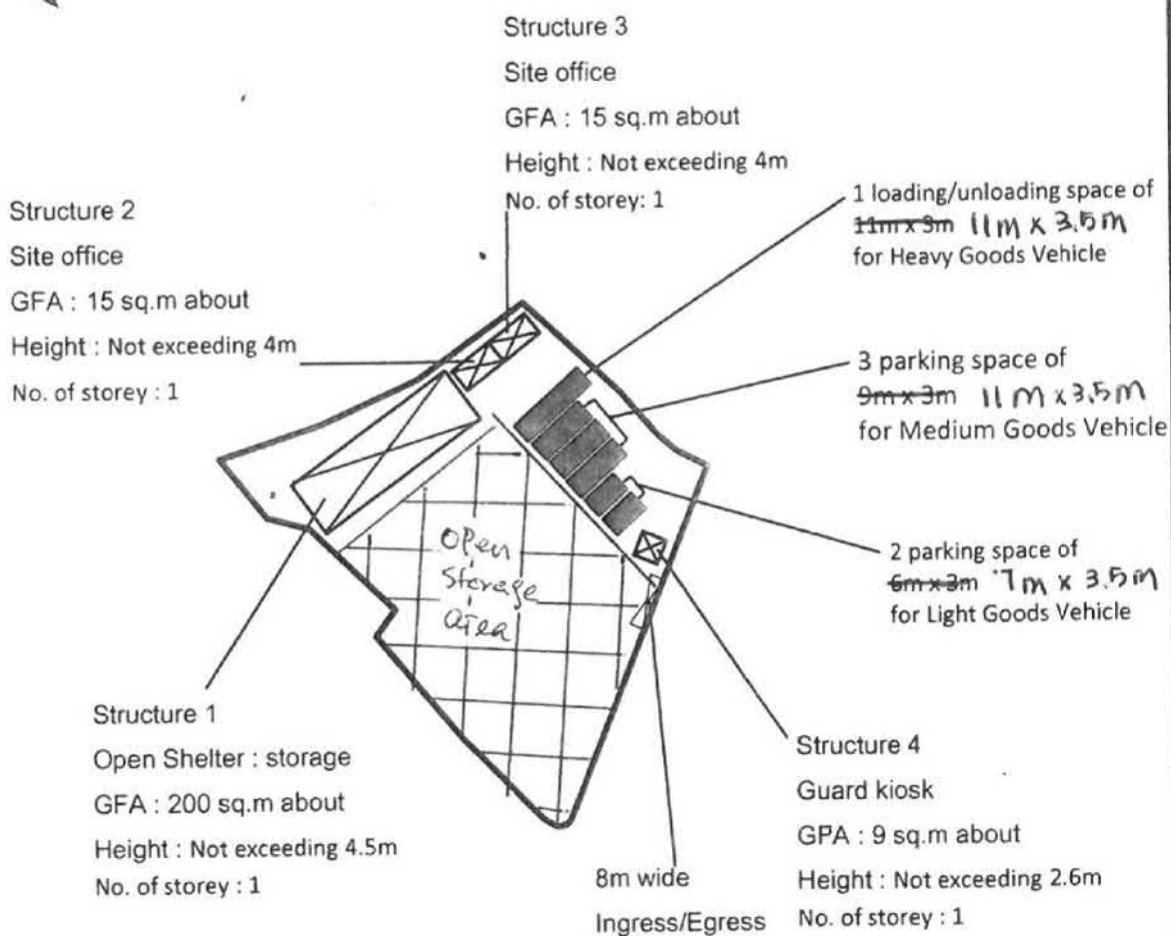 Structure 3
Site office
GFA : 15 sq.m about
Height : Not exceeding 4m
No. of storey: 1
Structure 2
Site office
GFA : 15 sq.m about
Height : Not exceeding 4m
No. of storey : 1
1 loading/unloading space of
11m x 3m 11m x 3.5m
for Heavy Goods Vehicle
3 parking space of
9m x 3m 11m x 3.5m
for Medium Goods Vehicle
2 parking space of
6m x 3m 7m x 3.5m
for Light Goods Vehicle
Open
Storage
area
Structure 1
Open Shelter : storage
GFA : 200 sq.m about
Height : Not exceeding 4.5m
No. of storey : 1
8m wide
Ingress/Egress
Structure 4
Guard kiosk
GPA : 9 sq.m about
Height : Not exceeding 2.6m
No. of storey : 1